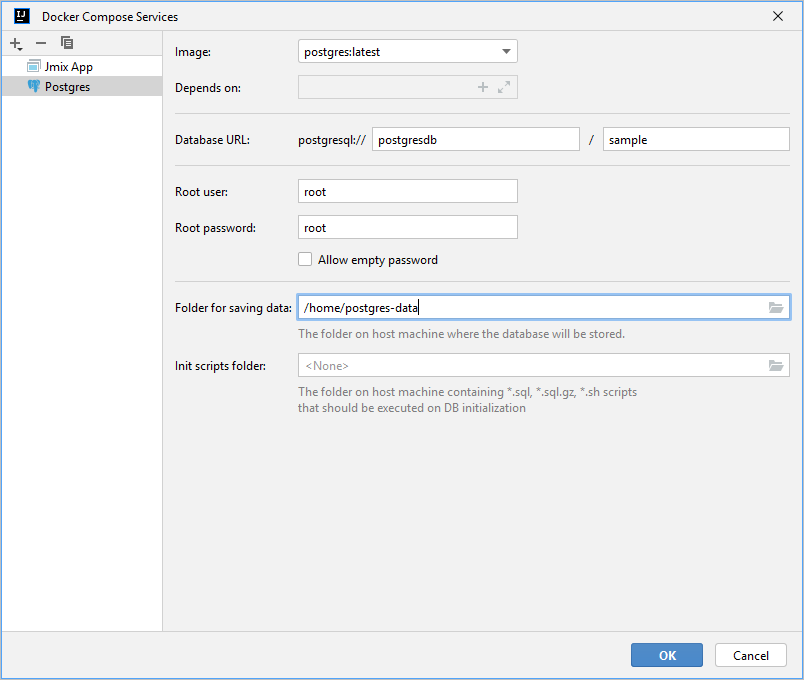 Docker Compose Services
Jmix App
Postgres
Image: postgres:latest
Depends on:
Database URL: postgresql:// postgresdb / sample
Root user: root
Root password: root
Allow empty password
Folder for saving data: /home/postgres-data
The folder on host machine where the database will be stored.
Init scripts folder: <None>
The folder on host machine containing *.sql, *.sql.gz, *.sh scripts
that should be executed on DB initialization
OK Cancel